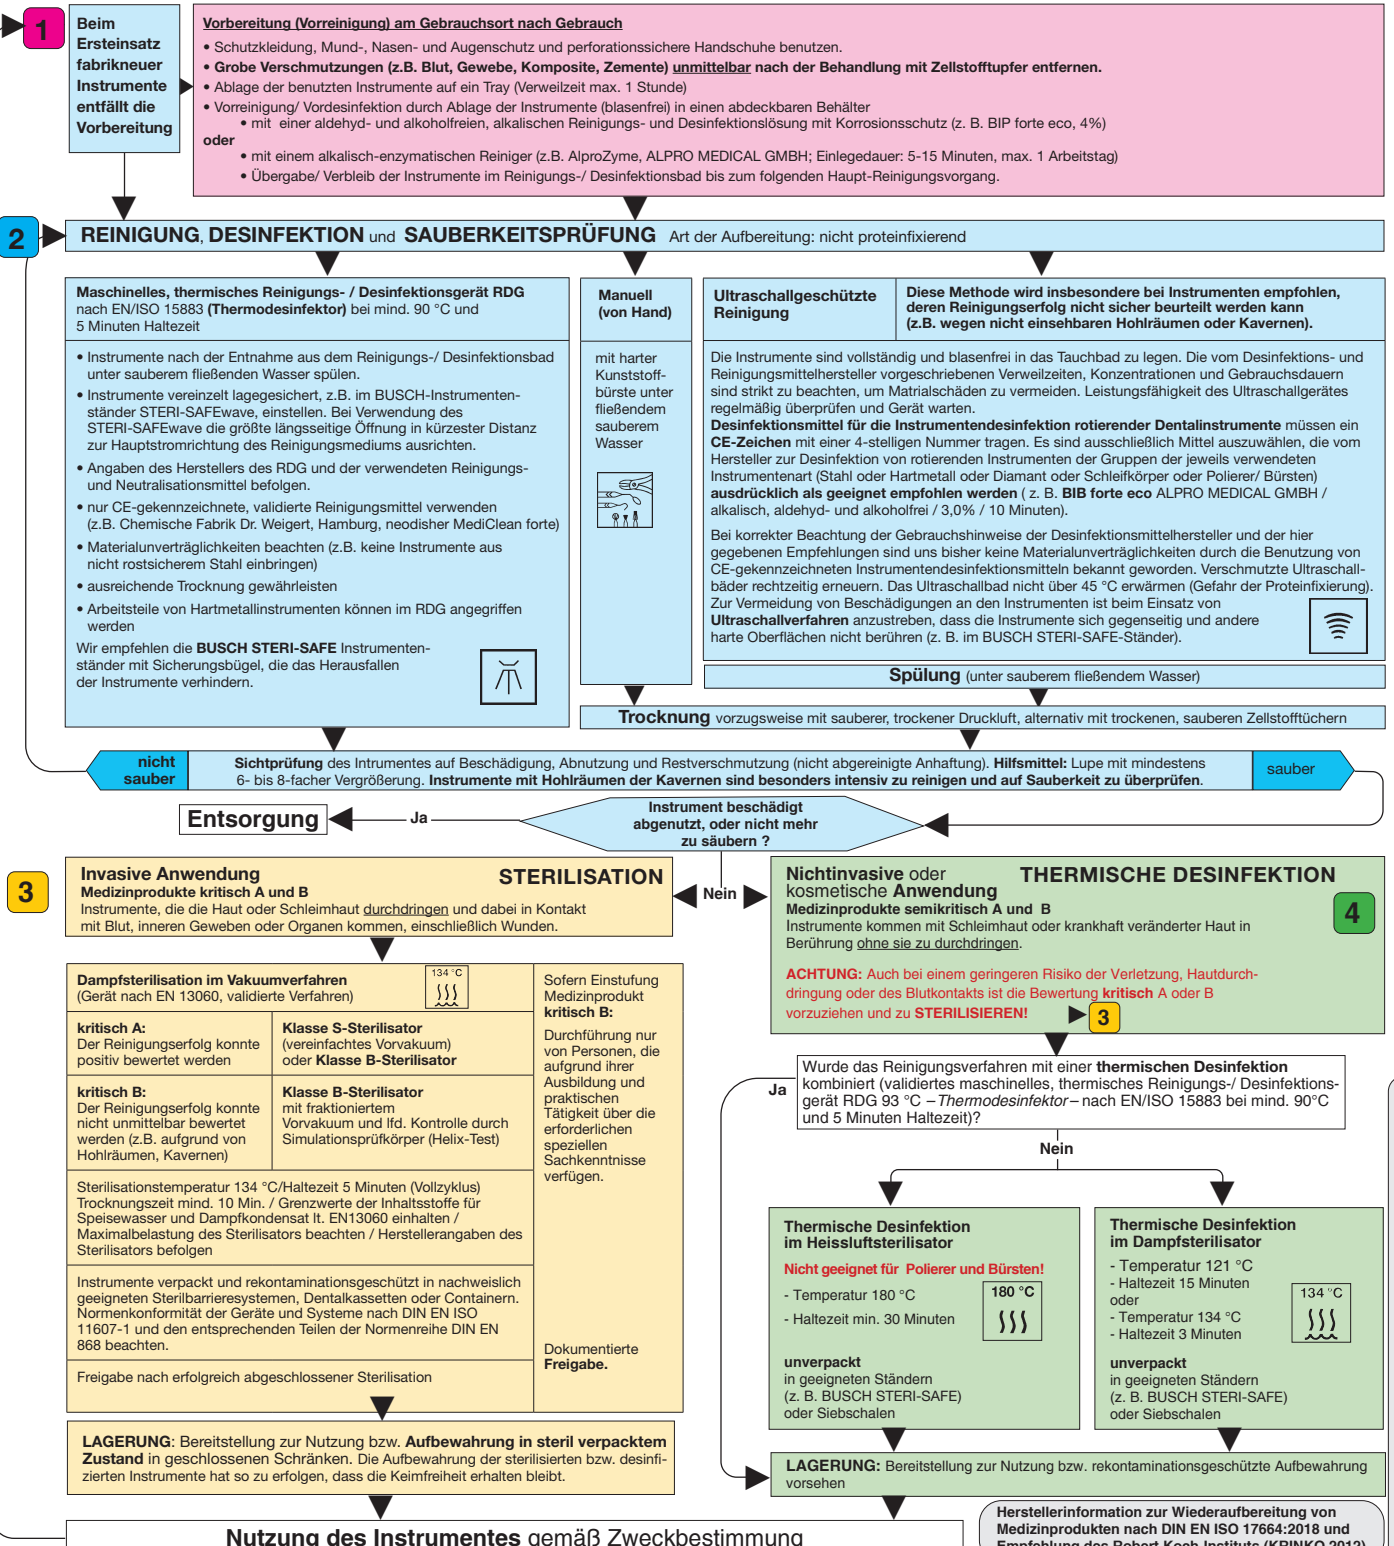 1
Beim
Ersteinsatz
fabrikneuer
Instrumente
entfällt die
Vorbereitung
Vorbereitung (Vorreinigung) am Gebrauchsort nach Gebrauch
• Schutzkleidung, Mund-, Nasen- und Augenschutz und perforationssichere Handschuhe benutzen.
• Grobe Verschmutzungen (z.B. Blut, Gewebe, Komposite, Zemente) unmittelbar nach der Behandlung mit Zellstofftupfer entfernen.
• Ablage der benutzten Instrumente auf ein Tray (Verweilzeit max. 1 Stunde)
• Vorreinigung/ Vordesinfektion durch Ablage der Instrumente (blasenfrei) in einen abdeckbaren Behälter
• mit einer aldehyd- und alkoholfreien, alkalischen Reinigungs- und Desinfektionslösung mit Korrosionsschutz (z. B. BIP forte eco, 4%)
oder
• mit einem alkalisch-enzymatischen Reiniger (z.B. AlproZyme, ALPRO MEDICAL GMBH; Einlegedauer: 5-15 Minuten, max. 1 Arbeitstag)
• Übergabe/ Verbleib der Instrumente im Reinigungs-/ Desinfektionsbad bis zum folgenden Haupt-Reinigungsvorgang.
2
REINIGUNG, DESINFEKTION und SAUBERKEITSPRÜFUNG Art der Aufbereitung: nicht proteinfixierend
Maschinelles, thermisches Reinigungs- / Desinfektionsgerät RDG
nach EN/ISO 15883 (Thermodesinfektor) bei mind. 90 °C und
5 Minuten Haltezeit
• Instrumente nach der Entnahme aus dem Reinigungs-/ Desinfektionsbad
unter sauberem fließenden Wasser spülen.
• Instrumente vereinzelt lagegesichert, z.B. im BUSCH-Instrumenten-
ständer STERI-SAFEwave, einstellen. Bei Verwendung des
STERI-SAFEwave die größte längsseitige Öffnung in kürzester Distanz
zur Hauptstromrichtung des Reinigungsmediums ausrichten.
• Angaben des Herstellers des RDG und der verwendeten Reinigungs-
und Neutralisationsmittel befolgen.
• nur CE-gekennzeichnete, validierte Reinigungsmittel verwenden
(z.B. Chemische Fabrik Dr. Weigert, Hamburg, neodisher MediClean forte)
• Materialunverträglichkeiten beachten (z.B. keine Instrumente aus
nicht rostsicherem Stahl einbringen)
• ausreichende Trocknung gewährleisten
• Arbeitsteile von Hartmetallinstrumenten können im RDG angegriffen
werden
Wir empfehlen die BUSCH STERI-SAFE Instrumenten-
ständer mit Sicherungsbügel, die das Herausfallen
der Instrumente verhindern.
Manuell
(von Hand)
mit harter
Kunststoff-
bürste unter
fließendem
sauberem
Wasser
Ultraschallgeschützte
Reinigung
Diese Methode wird insbesondere bei Instrumenten empfohlen,
deren Reinigungserfolg nicht sicher beurteilt werden kann
(z.B. wegen nicht einsehbaren Hohlräumen oder Kavernen).
Die Instrumente sind vollständig und blasenfrei in das Tauchbad zu legen. Die vom Desinfektions- und
Reinigungsmittelhersteller vorgeschriebenen Verweilzeiten, Konzentrationen und Gebrauchsdauern
sind strikt zu beachten, um Matrialschäden zu vermeiden. Leistungsfähigkeit des Ultraschallgerätes
regelmäßig überprüfen und Gerät warten.
Desinfektionsmittel für die Instrumentendesinfektion rotierender Dentalinstrumente müssen ein
CE-Zeichen mit einer 4-stelligen Nummer tragen. Es sind ausschließlich Mittel auszuwählen, die vom
Hersteller zur Desinfektion von rotierenden Instrumenten der Gruppen der jeweils verwendeten
Instrumentenart (Stahl oder Hartmetall oder Diamant oder Schleifkörper oder Polierer/ Bürsten)
ausdrücklich als geeignet empfohlen werden ( z. B. BIB forte eco ALPRO MEDICAL GMBH /
alkalisch, aldehyd- und alkoholfrei / 3,0% / 10 Minuten).
Bei korrekter Beachtung der Gebrauchshinweise der Desinfektionsmittelhersteller und der hier
gegebenen Empfehlungen sind uns bisher keine Materialunverträglichkeiten durch die Benutzung von
CE-gekennzeichneten Instrumentendesinfektionsmitteln bekannt geworden. Verschmutzte Ultraschall-
bäder rechtzeitig erneuern. Das Ultraschallbad nicht über 45 °C erwärmen (Gefahr der Proteinfixierung).
Zur Vermeidung von Beschädigungen an den Instrumenten ist beim Einsatz von
Ultraschallverfahren anzustreben, dass die Instrumente sich gegenseitig und andere
harte Oberflächen nicht berühren (z. B. im BUSCH STERI-SAFE-Ständer).
Spülung (unter sauberem fließendem Wasser)
Trocknung vorzugsweise mit sauberer, trockener Druckluft, alternativ mit trockenen, sauberen Zellstofftüchern
nicht
sauber
Sichtprüfung des Intrumentes auf Beschädigung, Abnutzung und Restverschmutzung (nicht abgereinigte Anhaftung). Hilfsmittel: Lupe mit mindestens
6- bis 8-facher Vergrößerung. Instrumente mit Hohlräumen der Kavernen sind besonders intensiv zu reinigen und auf Sauberkeit zu überprüfen.
sauber
Entsorgung
Ja
Instrument beschädigt
abgenutzt, oder nicht mehr
zu säubern ?
Nein
3
Invasive Anwendung STERILISATION
Medizinprodukte kritisch A und B
Instrumente, die die Haut oder Schleimhaut durchdringen und dabei in Kontakt
mit Blut, inneren Geweben oder Organen kommen, einschließlich Wunden.
Dampfsterilisation im Vakuumverfahren
(Gerät nach EN 13060, validierte Verfahren)
134 °C
kritisch A:
Der Reinigungserfolg konnte
positiv bewertet werden
Klasse S-Sterilisator
(vereinfachtes Vorvakuum)
oder Klasse B-Sterilisator
kritisch B:
Der Reinigungserfolg konnte
nicht unmittelbar bewertet
werden (z.B. aufgrund von
Hohlräumen, Kavernen)
Klasse B-Sterilisator
mit fraktioniertem
Vorvakuum und lfd. Kontrolle durch
Simulationsprüfkörper (Helix-Test)
Sterilisationstemperatur 134 °C/Haltezeit 5 Minuten (Vollzyklus)
Trocknungszeit mind. 10 Min. / Grenzwerte der Inhaltsstoffe für
Speisewasser und Dampfkondensat lt. EN13060 einhalten /
Maximalbelastung des Sterilisators beachten / Herstellerangaben des
Sterilisators befolgen
Instrumente verpackt und rekontaminationsgeschützt in nachweislich
geeigneten Sterilbarrieresystemen, Dentalkassetten oder Containern.
Normenkonformität der Geräte und Systeme nach DIN EN ISO
11607-1 und den entsprechenden Teilen der Normenreihe DIN EN
868 beachten.
Freigabe nach erfolgreich abgeschlossener Sterilisation
Sofern Einstufung
Medizinprodukt
kritisch B:
Durchführung nur
von Personen, die
aufgrund ihrer
Ausbildung und
praktischen
Tätigkeit über die
erforderlichen
speziellen
Sachkenntnisse
verfügen.
Dokumentierte
Freigabe.
LAGERUNG: Bereitstellung zur Nutzung bzw. Aufbewahrung in steril verpacktem
Zustand in geschlossenen Schränken. Die Aufbewahrung der sterilisierten bzw. desinfi-
zierten Instrumente hat so zu erfolgen, dass die Keimfreiheit erhalten bleibt.
Nichtinvasive oder THERMISCHE DESINFEKTION
kosmetische Anwendung
4
Medizinprodukte semikritisch A und B
Instrumente kommen mit Schleimhaut oder krankhaft veränderter Haut in
Berührung ohne sie zu durchdringen.
ACHTUNG: Auch bei einem geringeren Risiko der Verletzung, Hautdurch-
dringung oder des Blutkontakts ist die Bewertung kritisch A oder B
vorzuziehen und zu STERILISIEREN!
3
Ja
Wurde das Reinigungsverfahren mit einer thermischen Desinfektion
kombiniert (validiertes maschinelles, thermisches Reinigungs-/ Desinfektions-
gerät RDG 93 °C –Thermodesinfektor– nach EN/ISO 15883 bei mind. 90°C
und 5 Minuten Haltezeit)?
Nein
Thermische Desinfektion
im Heissluftsterilisator
Nicht geeignet für Polierer und Bürsten!
- Temperatur 180 °C
- Haltezeit min. 30 Minuten
180 °C
unverpackt
in geeigneten Ständern
(z. B. BUSCH STERI-SAFE)
oder Siebschalen
Thermische Desinfektion
im Dampfsterilisator
- Temperatur 121 °C
- Haltezeit 15 Minuten
oder
- Temperatur 134 °C
- Haltezeit 3 Minuten
134 °C
unverpackt
in geeigneten Ständern
(z. B. BUSCH STERI-SAFE)
oder Siebschalen
LAGERUNG: Bereitstellung zur Nutzung bzw. rekontaminationsgeschützte Aufbewahrung
vorsehen
Nutzung des Instrumentes gemäß Zweckbestimmung
Herstellerinformation zur Wiederaufbereitung von
Medizinprodukten nach DIN EN ISO 17664:2018 und
Empfehlung des Robert Koch-Instituts (KRINKO 2012)